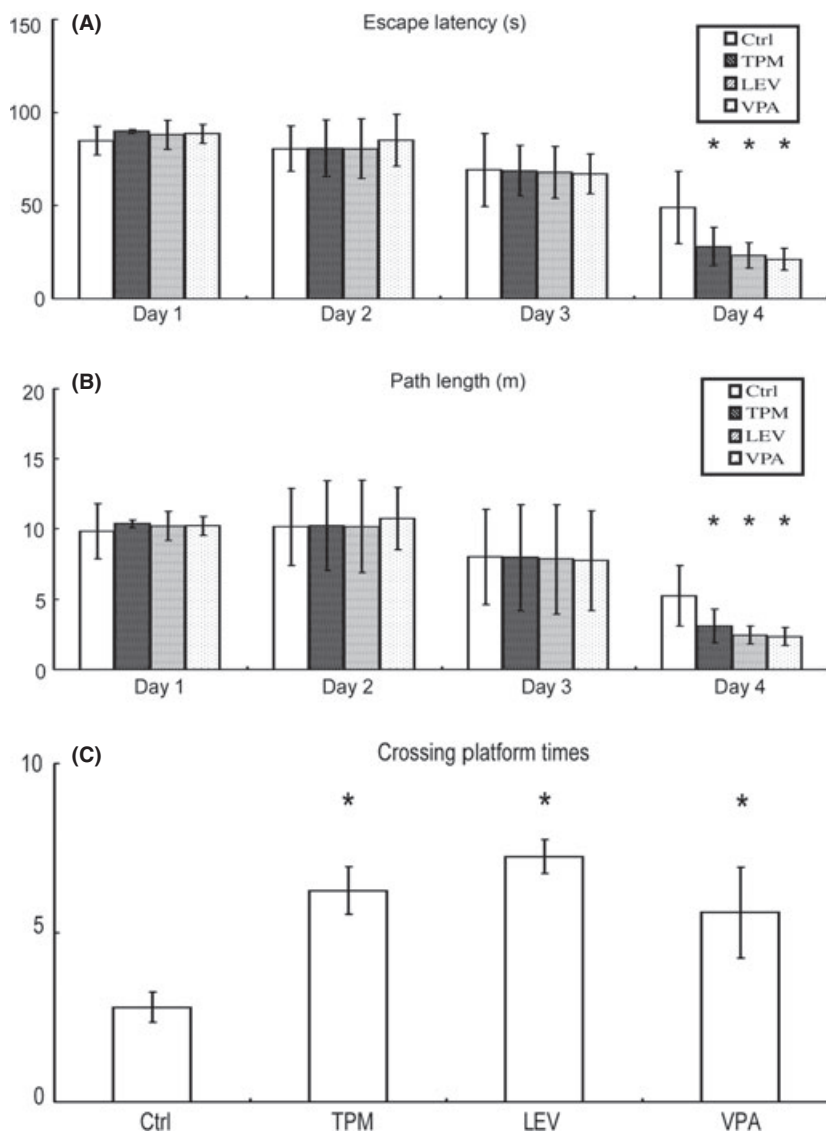 (A) Escape latency (s)
150
100
50
0
Ctrl
TPM
LEV
VPA
* * *
Day 1 Day 2 Day 3 Day 4
(B) Path length (m)
20
15
10
5
0
Ctrl
TPM
LEV
VPA
* * *
Day 1 Day 2 Day 3 Day 4
(C) Crossing platform times
10
5
0
* * *
Ctrl TPM LEV VPA